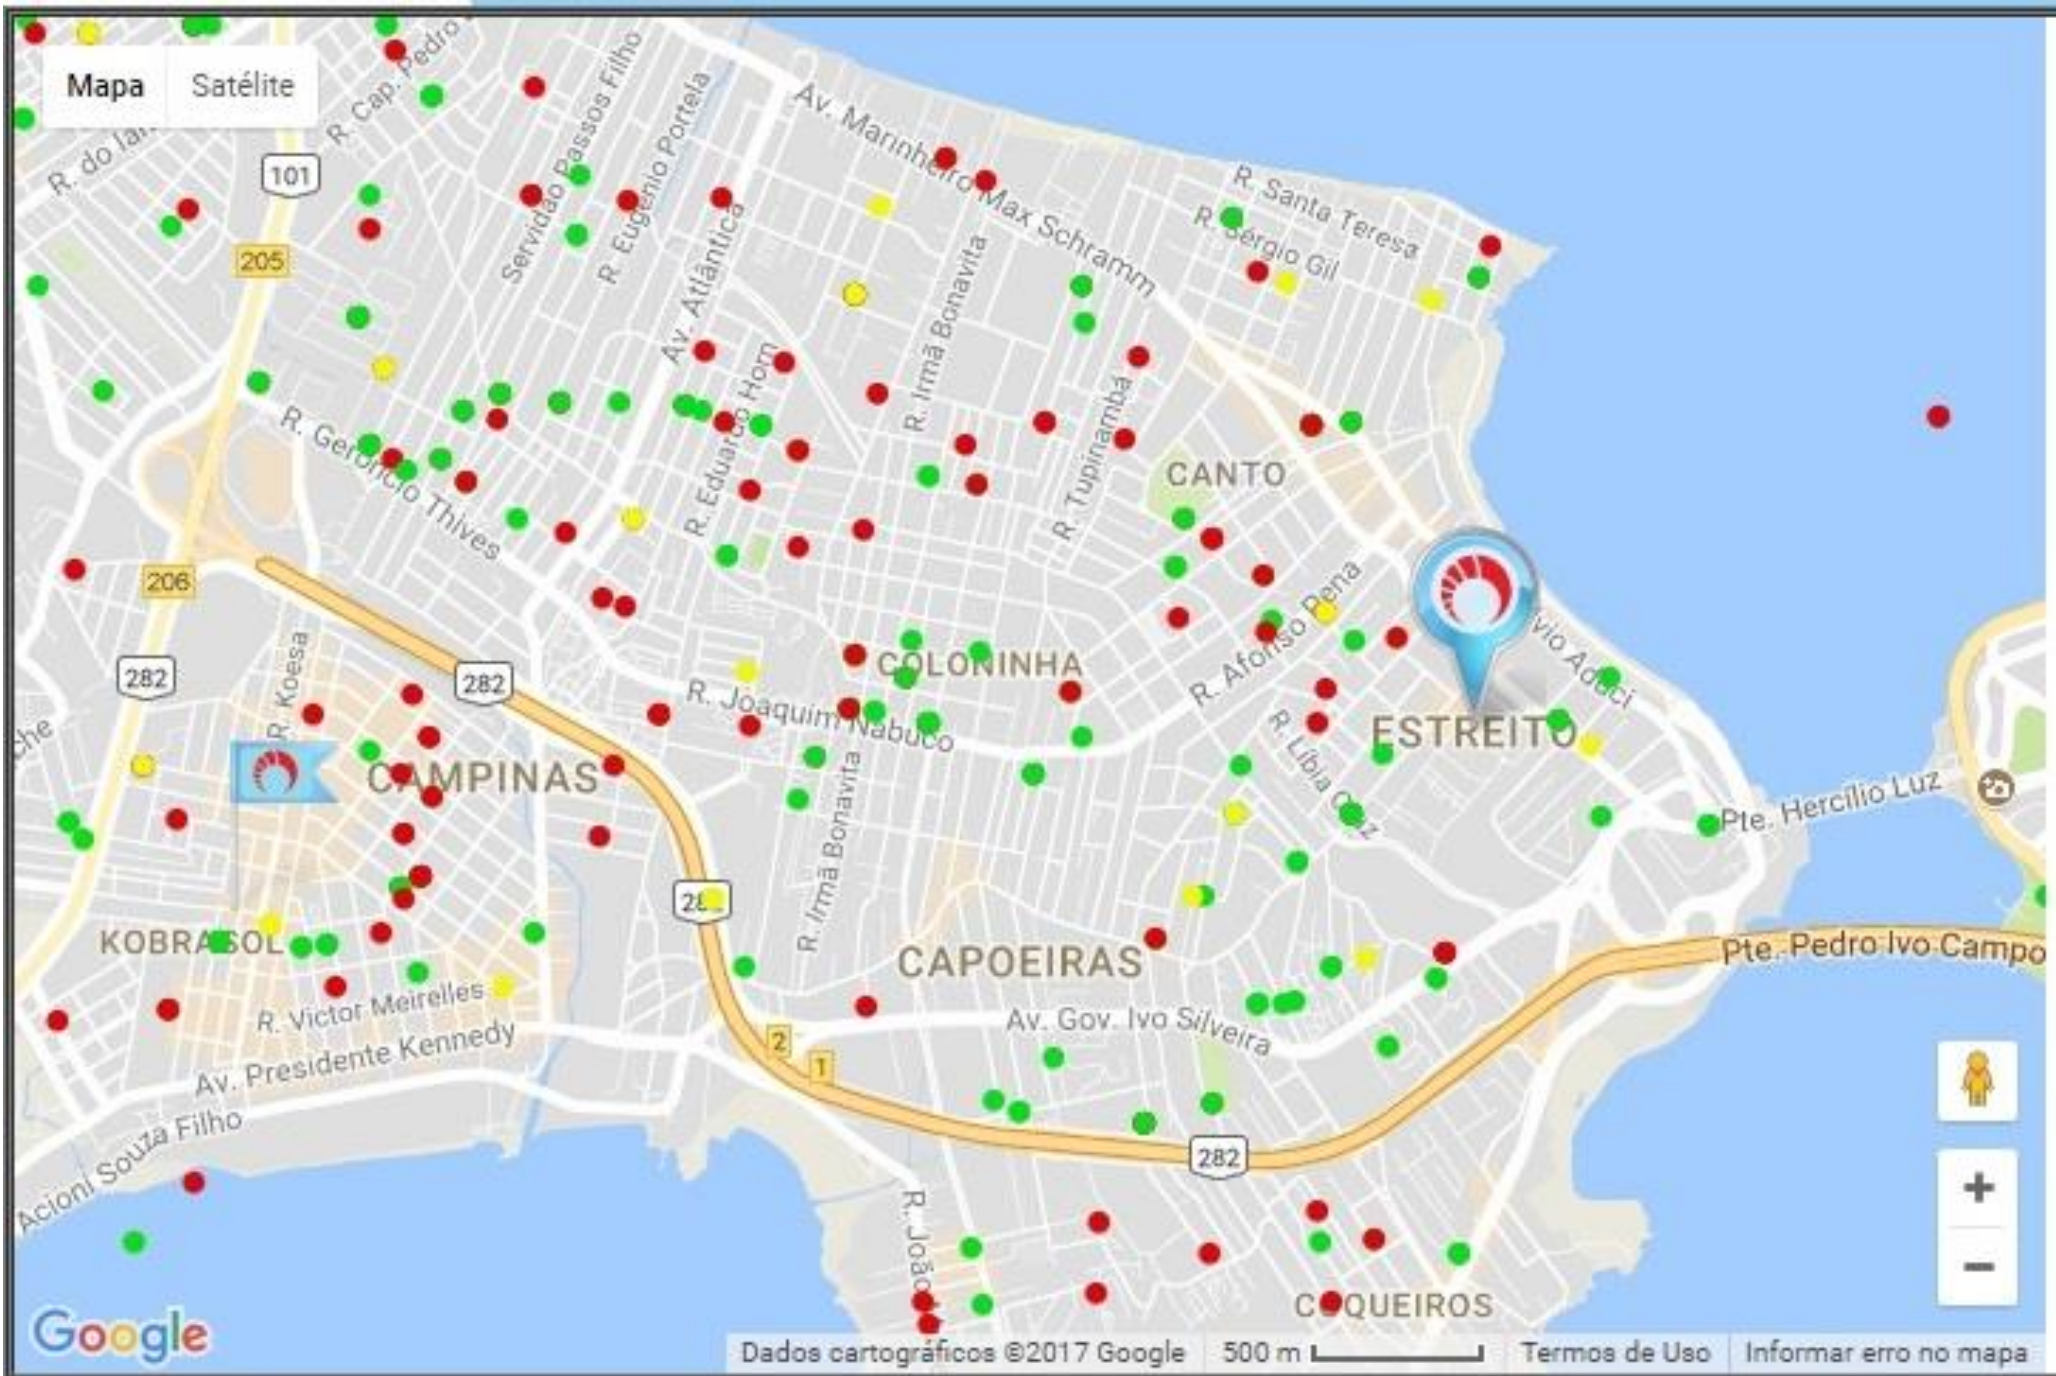 Mapa
Satélite
R. Cap. Pedro
R. do
101
Servidão Passos Filho
R. Eugênio Portela
Av. Marinheiro Max Schramm
R. Santa Teresa
R. Sérgio Gil
205
Av. Atlântica
R. Irmã Bonavita
R. Eduardo Horn
R. Tupinambá
R. Gerôncio Thives
CANTO
206
R. Afonso Pena
282
R. Koesa
282
COLONINHA
R. Joaquim Nabuco
ESTREITO
R. Líbia Cruz
CAMPINAS
R. Irmã Bonavita
Pte. Hercílio Luz
KOBRASOL
CAPOEIRAS
Pte. Pedro Ivo Campo
R. Victor Meirelles
Av. Presidente Kennedy
Av. Gov. Ivo Silveira
2
1
Acioni Souza Filho
282
R. João
COQUEIROS
+
−
Google
Dados cartográficos ©2017 Google
500 m
Termos de Uso
Informar erro no mapa